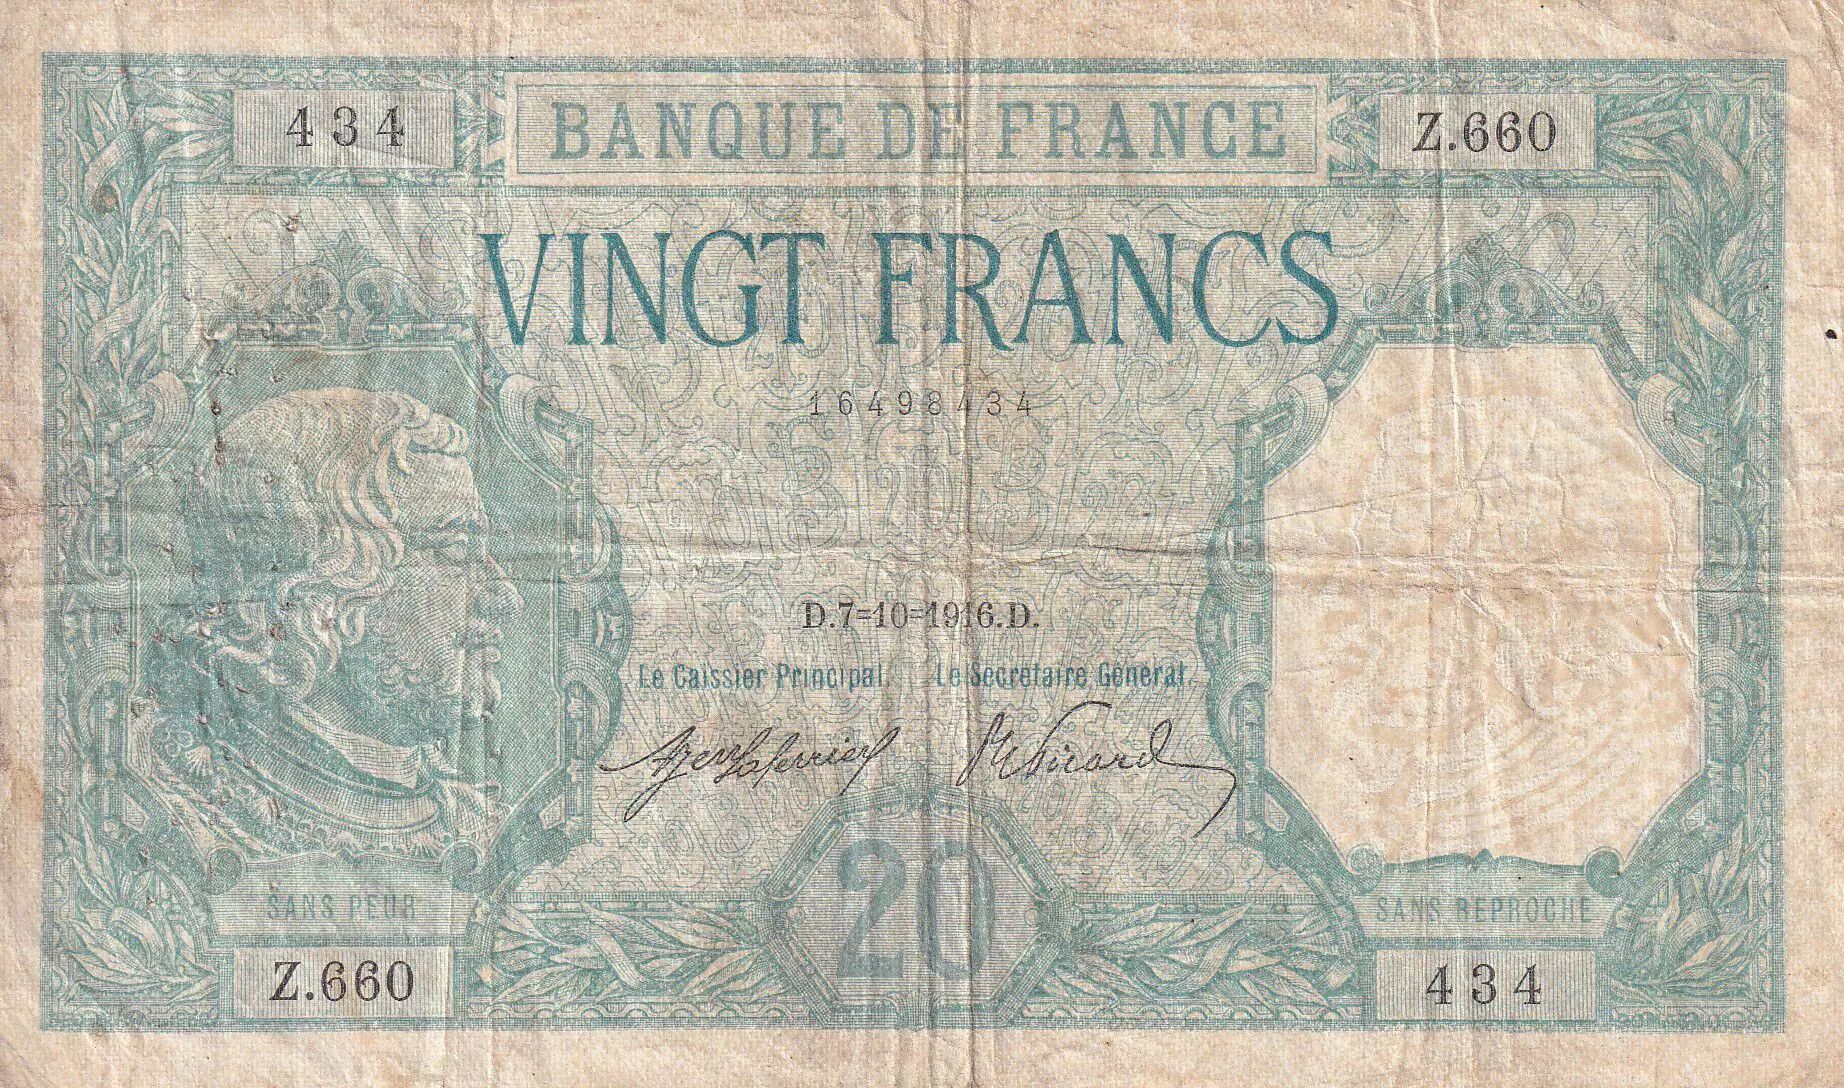 434
BANQUE DE FRANCE
Z.660
VINGT FRANCS
16498434
D.7=10=1916.D.
Le Caissier Principal.
Le Secrétaire Général.
Picard
SANS PEUR
20
SANS REPROCHE
Z.660
434